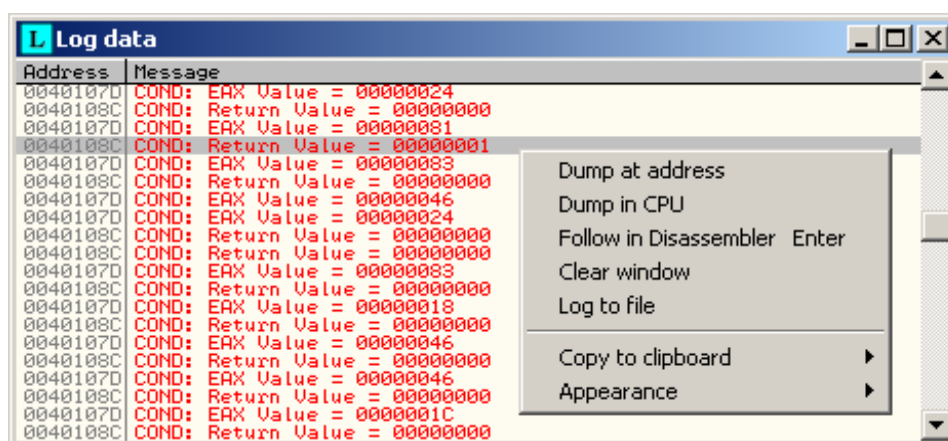 L Log data
Address Message
0040107D COND: EAX Value = 00000024
0040108C COND: Return Value = 00000000
0040107D COND: EAX Value = 00000081
0040108C COND: Return Value = 00000001
0040107D COND: EAX Value = 00000083
0040108C COND: Return Value = 00000000
0040107D COND: EAX Value = 00000046
0040107D COND: EAX Value = 00000024
0040108C COND: Return Value = 00000000
0040108C COND: Return Value = 00000000
0040107D COND: EAX Value = 00000083
0040108C COND: Return Value = 00000000
0040107D COND: EAX Value = 00000018
0040108C COND: Return Value = 00000000
0040107D COND: EAX Value = 00000046
0040108C COND: Return Value = 00000000
0040107D COND: EAX Value = 00000046
0040108C COND: Return Value = 00000000
0040107D COND: EAX Value = 0000001C
0040108C COND: Return Value = 00000000
Dump at address
Dump in CPU
Follow in Disassembler Enter
Clear window
Log to file
Copy to clipboard
Appearance